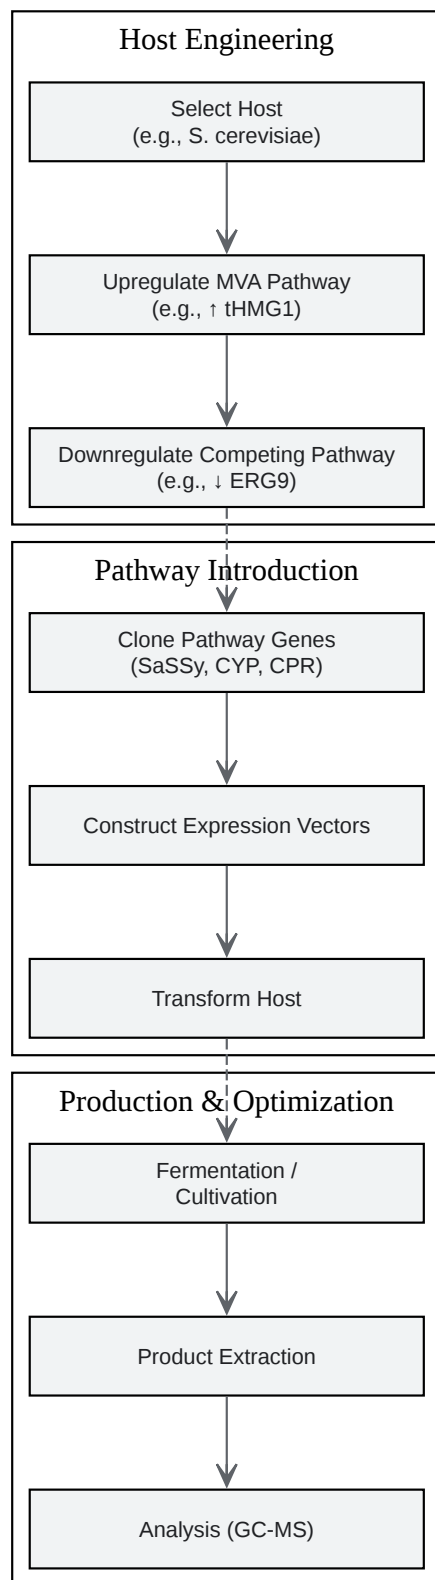 Host Engineering
Select Host
(e.g., S. cerevisiae)
Upregulate MVA Pathway
(e.g., ↑ tHMG1)
Downregulate Competing Pathway
(e.g., ↓ ERG9)
Pathway Introduction
Clone Pathway Genes
(SaSSy, CYP, CPR)
Construct Expression Vectors
Transform Host
Production & Optimization
Fermentation /
Cultivation
Product Extraction
Analysis (GC-MS)